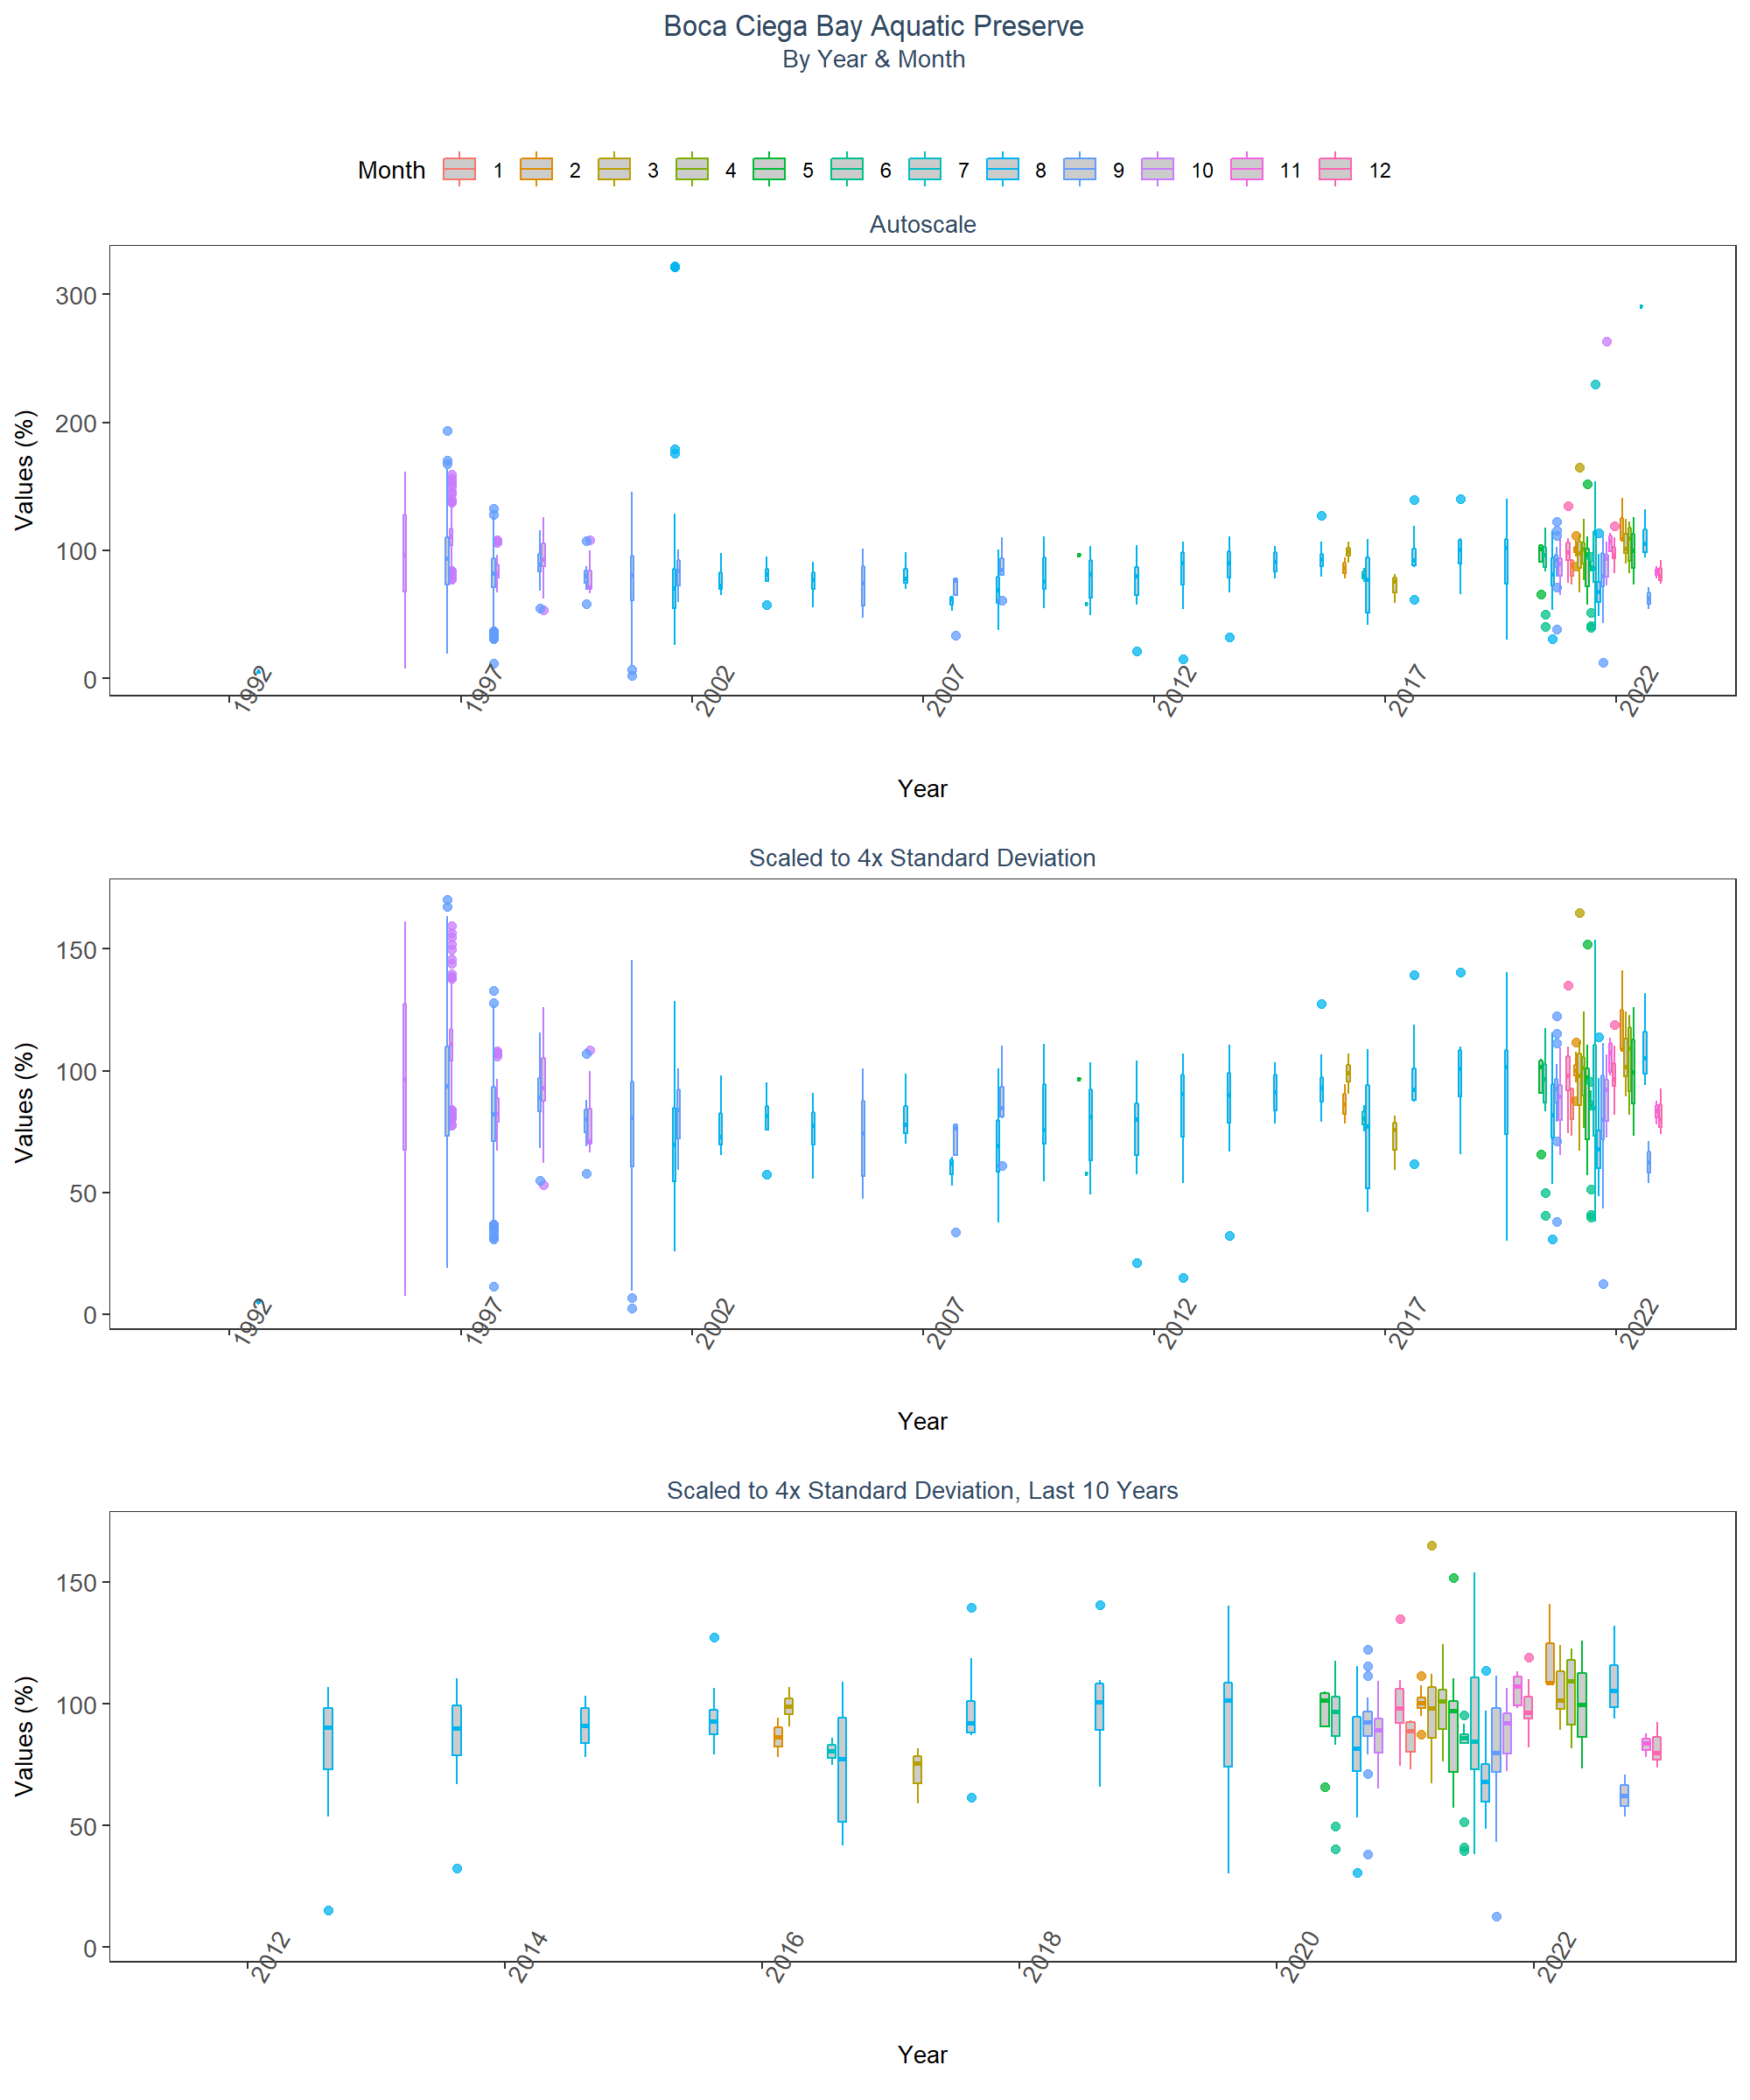 Boca Ciega Bay Aquatic Preserve
By Year & Month
Month 1 2 3 4 5 6 7 8 9 10 11 12
Autoscale
Values (%)
300
200
100
0
1992 1997 2002 2007 2012 2017 2022
Year
Scaled to 4x Standard Deviation
Values (%)
150
100
50
0
1992 1997 2002 2007 2012 2017 2022
Year
Scaled to 4x Standard Deviation, Last 10 Years
Values (%)
150
100
50
0
2012 2014 2016 2018 2020 2022
Year